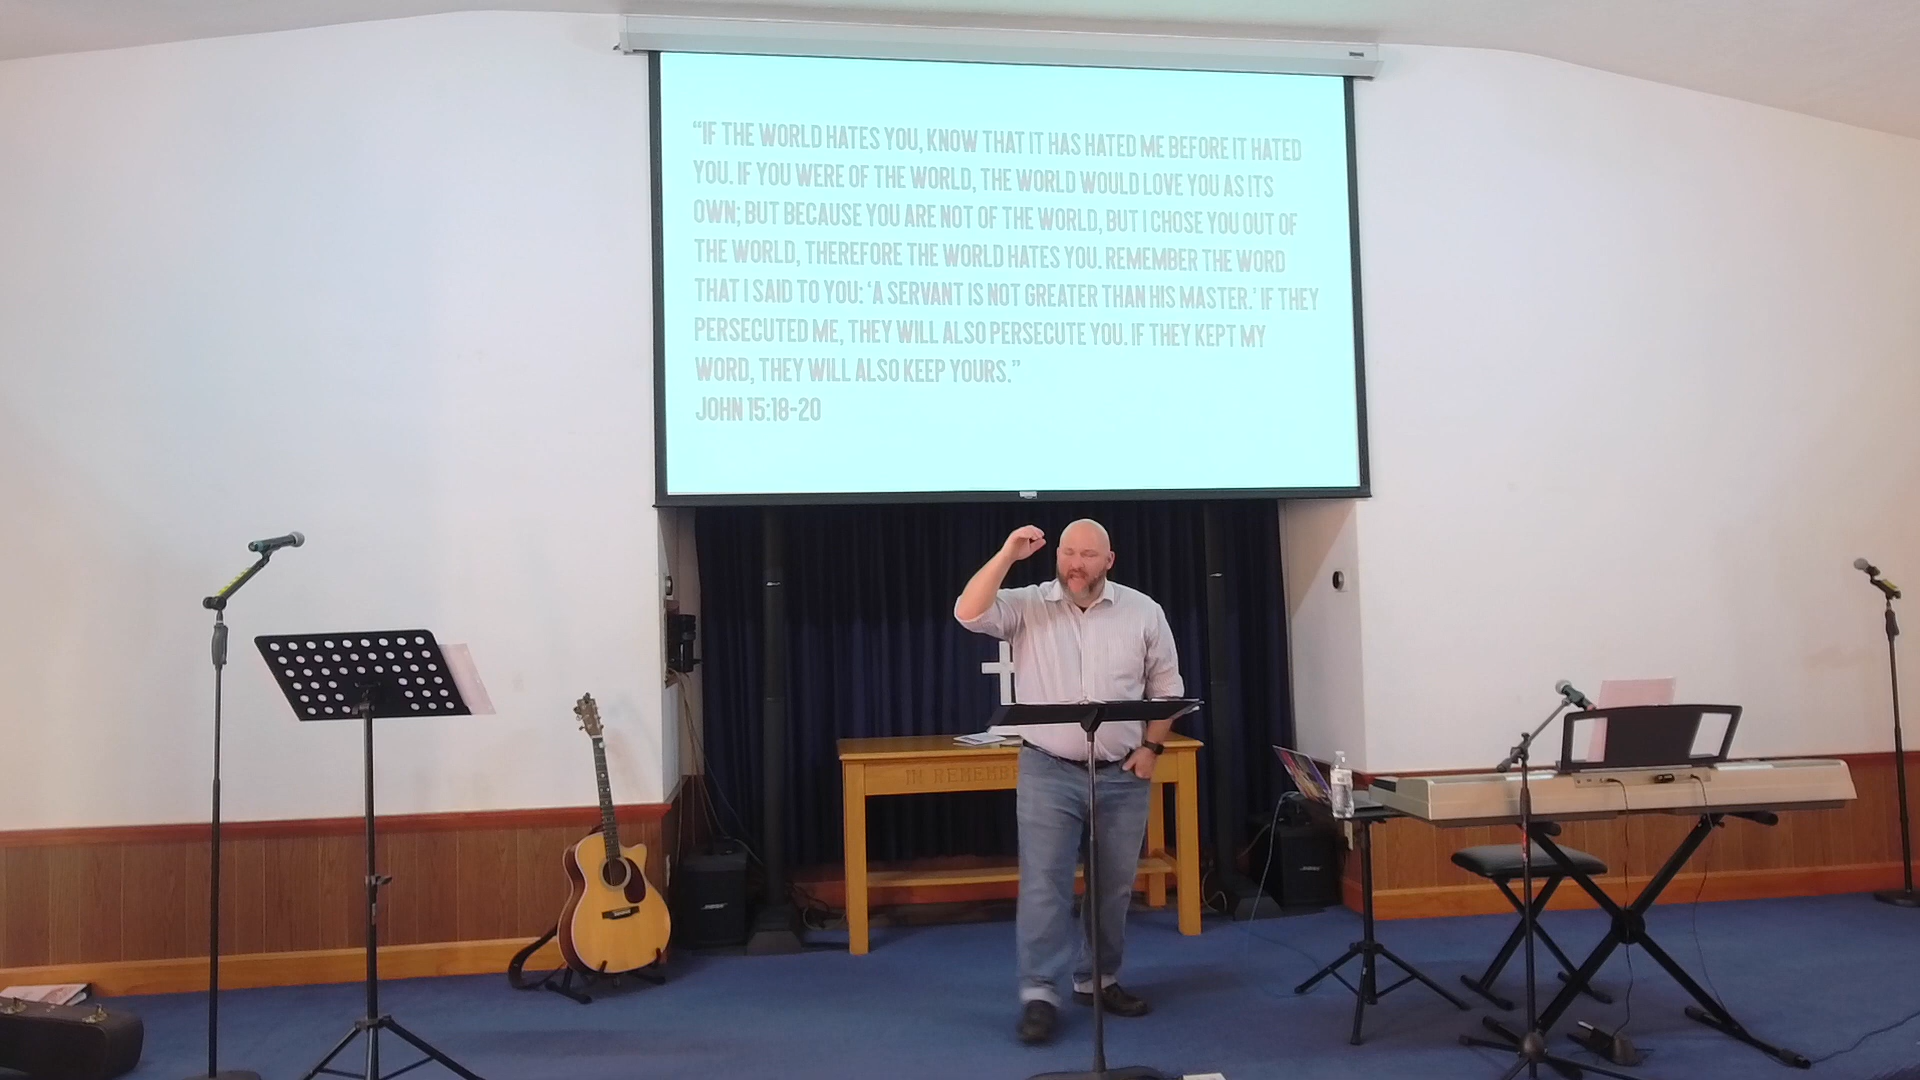 “IF THE WORLD HATES YOU, KNOW THAT IT HAS HATED ME BEFORE IT HATED
YOU. IF YOU WERE OF THE WORLD, THE WORLD WOULD LOVE YOU AS ITS
OWN; BUT BECAUSE YOU ARE NOT OF THE WORLD, BUT I CHOSE YOU OUT OF
THE WORLD, THEREFORE THE WORLD HATES YOU. REMEMBER THE WORD
THAT I SAID TO YOU: ‘A SERVANT IS NOT GREATER THAN HIS MASTER.’ IF THEY
PERSECUTED ME, THEY WILL ALSO PERSECUTE YOU. IF THEY KEPT MY
WORD, THEY WILL ALSO KEEP YOURS.”
JOHN 15:18-20
IN REMEMB
BOSE
BOSE